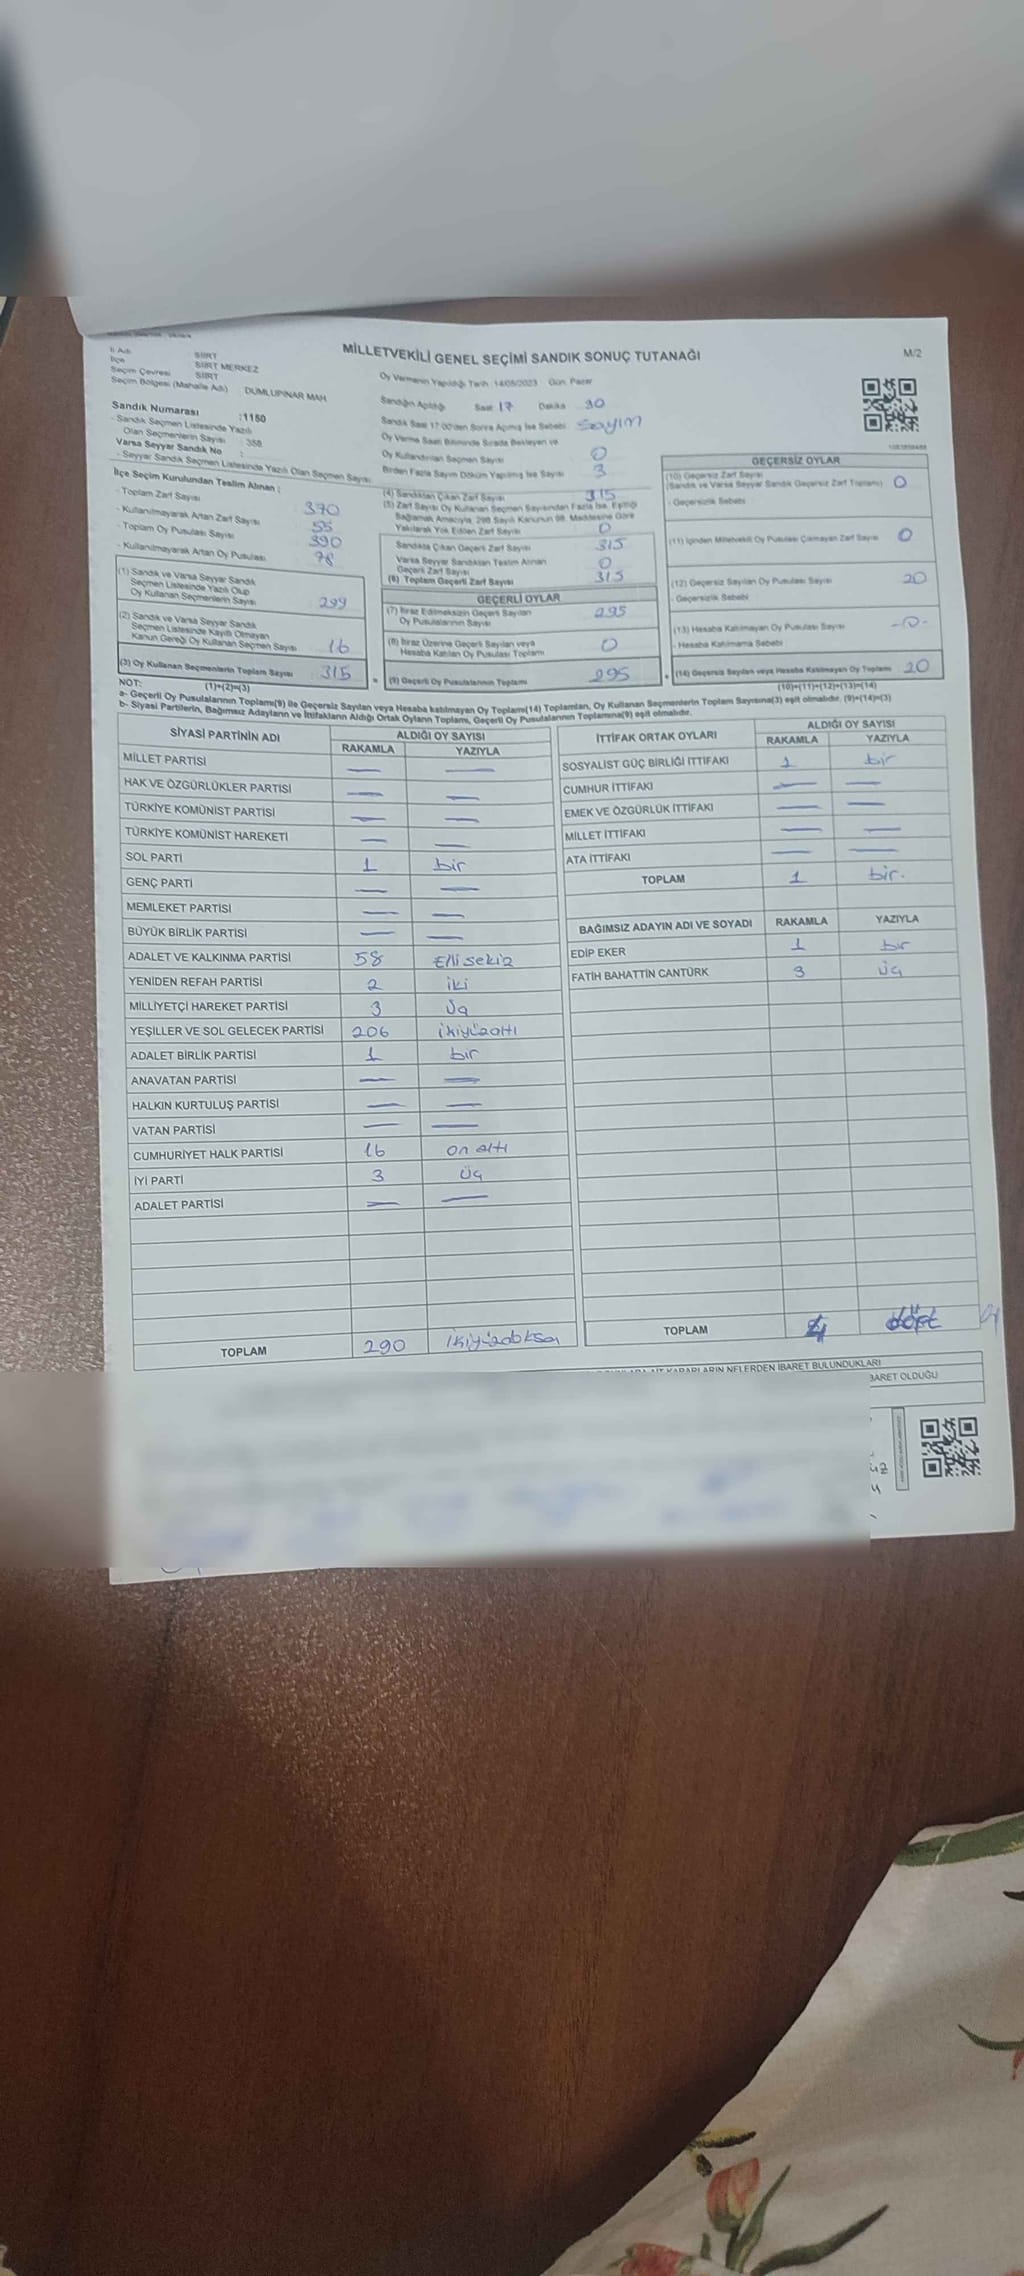 MİLLETVEKİLİ GENEL SEÇİMİ SANDIK SONUÇ TUTANAĞI
M/2
İl Adı SİİRT
İlçe SİİRT MERKEZ
Seçim Çevresi SİİRT
Seçim Bölgesi (Mahalle Adı) DUMLUPINAR MAH
Oy Vermenin Yapıldığı Tarih :14/05/2023 Gün: Pazar
Sandık Numarası :1150
- Sandık Seçmen Listesinde Yazılı
Olan Seçmenlerin Sayısı : 358
Varsa Seyyar Sandık No :
- Seyyar Sandık Seçmen Listesinde Yazılı Olan Seçmen Sayısı
Sandığın Açıldığı Saat 17 Dakika 30
Sandık Saat 17:00'den Sonra Açılmış İse Sebebi Sayım
Oy Verme Saati Bitiminde Sırada Bekleyen ve
Oy Kullandırılan Seçmen Sayısı 0
Birden Fazla Sayım Döküm Yapılmış İse Sayısı 3
İlçe Seçim Kurulundan Teslim Alınan :
- Toplam Zarf Sayısı 370
- Kullanılmayarak Artan Zarf Sayısı 55
- Toplam Oy Pusulası Sayısı 390
- Kullanılmayarak Artan Oy Pusulası 78
(1) Sandık ve Varsa Seyyar Sandık
Seçmen Listesinde Yazılı Olup
Oy Kullanan Seçmenlerin Sayısı 299
(2) Sandık ve Varsa Seyyar Sandık
Seçmen Listesinde Kayıtlı Olmayan
Kanun Gereği Oy Kullanan Seçmen Sayısı 16
(3) Oy Kullanan Seçmenlerin Toplam Sayısı 315
(4) Sandıktan Çıkan Zarf Sayısı 315
(5) Zarf Sayısı Oy Kullanan Seçmen Sayısından Fazla İse, Eşitliği
Sağlamak Amacıyla, 298 Sayılı Kanunun 98. Maddesine Göre
Yakılarak Yok Edilen Zarf Sayısı 0
Sandıkta Çıkan Geçerli Zarf Sayısı 315
Varsa Seyyar Sandıktan Teslim Alınan
Geçerli Zarf Sayısı 0
(6) Toplam Geçerli Zarf Sayısı 315
GEÇERLİ OYLAR
(7) İtiraz Edilmeksizin Geçerli Sayılan
Oy Pusulalarının Sayısı 295
(8) İtiraz Üzerine Geçerli Sayılan veya
Hesaba Katılan Oy Pusulası Toplamı 0
= (9) Geçerli Oy Pusulalarının Toplamı 295
GEÇERSİZ OYLAR
(10) Geçersiz Zarf Sayısı
(Sandık ve Varsa Seyyar Sandık Geçersiz Zarf Toplamı) 0
- Geçersizlik Sebebi
(11) İçinden Milletvekili Oy Pusulası Çıkmayan Zarf Sayısı 0
(12) Geçersiz Sayılan Oy Pusulası Sayısı 20
- Geçersizlik Sebebi
(13) Hesaba Katılmayan Oy Pusulası Sayısı -0-
- Hesaba Katılmama Sebebi
+ (14) Geçersiz Sayılan veya Hesaba Katılmayan Oy Toplamı 20
NOT: (1)+(2)=(3) (10)+(11)+(12)+(13)=(14)
a- Geçerli Oy Pusulalarının Toplamı(9) ile Geçersiz Sayılan veya Hesaba katılmayan Oy Toplamı(14) Toplamları, Oy Kullanan Seçmenlerin Toplam Sayısına(3) eşit olmalıdır. (9)+(14)=(3)
b- Siyasi Partilerin, Bağımsız Adayların ve İttifakların Aldığı Ortak Oyların Toplamı, Geçerli Oy Pusulalarının Toplamına(9) eşit olmalıdır.
SİYASİ PARTİNİN ADI ALDIĞI OY SAYISI
RAKAMLA YAZIYLA
MİLLET PARTİSİ — —
HAK VE ÖZGÜRLÜKLER PARTİSİ — —
TÜRKİYE KOMÜNİST PARTİSİ — —
TÜRKİYE KOMÜNİST HAREKETİ — —
SOL PARTİ 1 bir
GENÇ PARTİ — —
MEMLEKET PARTİSİ — —
BÜYÜK BİRLİK PARTİSİ — —
ADALET VE KALKINMA PARTİSİ 58 Elli sekiz
YENİDEN REFAH PARTİSİ 2 iki
MİLLİYETÇİ HAREKET PARTİSİ 3 Üç
YEŞİLLER VE SOL GELECEK PARTİSİ 206 ikiyüzaltı
ADALET BİRLİK PARTİSİ 1 bir
ANAVATAN PARTİSİ — —
HALKIN KURTULUŞ PARTİSİ — —
VATAN PARTİSİ — —
CUMHURİYET HALK PARTİSİ 16 on altı
İYİ PARTİ 3 Üç
ADALET PARTİSİ — —
TOPLAM 290
İTTİFAK ORTAK OYLARI ALDIĞI OY SAYISI
RAKAMLA YAZIYLA
SOSYALİST GÜÇ BİRLİĞİ İTTİFAKI 1 bir
CUMHUR İTTİFAKI — —
EMEK VE ÖZGÜRLÜK İTTİFAKI — —
MİLLET İTTİFAKI — —
ATA İTTİFAKI — —
TOPLAM 1 bir.
BAĞIMSIZ ADAYIN ADI VE SOYADI RAKAMLA YAZIYLA
EDİP EKER 1 bir
FATİH BAHATTİN CANTÜRK 3 üç
TOPLAM 4 dört
NELERDEN İBARET BULUNDUKLARI
OLDUĞU